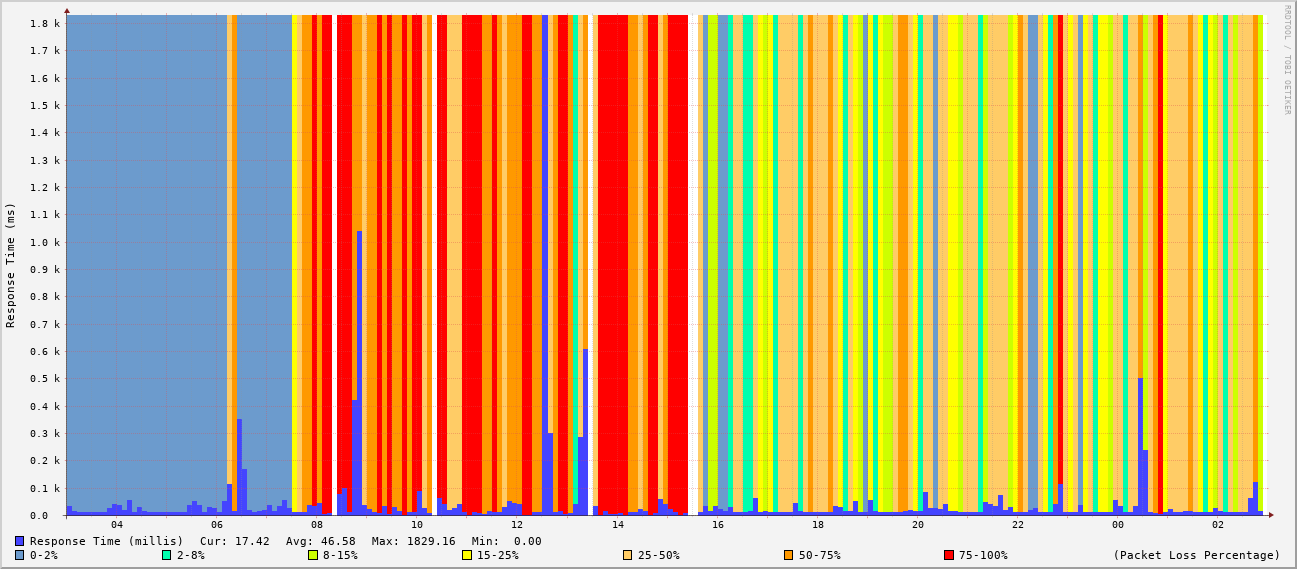 RRDTOOL / TOBI OETIKER
Response Time (ms)
1.8 k
1.7 k
1.6 k
1.5 k
1.4 k
1.3 k
1.2 k
1.1 k
1.0 k
0.9 k
0.8 k
0.7 k
0.6 k
0.5 k
0.4 k
0.3 k
0.2 k
0.1 k
0.0
04 06 08 10 12 14 16 18 20 22 00 02
Response Time (millis) Cur: 17.42 Avg: 46.58 Max: 1829.16 Min: 0.00
0-2% 2-8% 8-15% 15-25% 25-50% 50-75% 75-100% (Packet Loss Percentage)